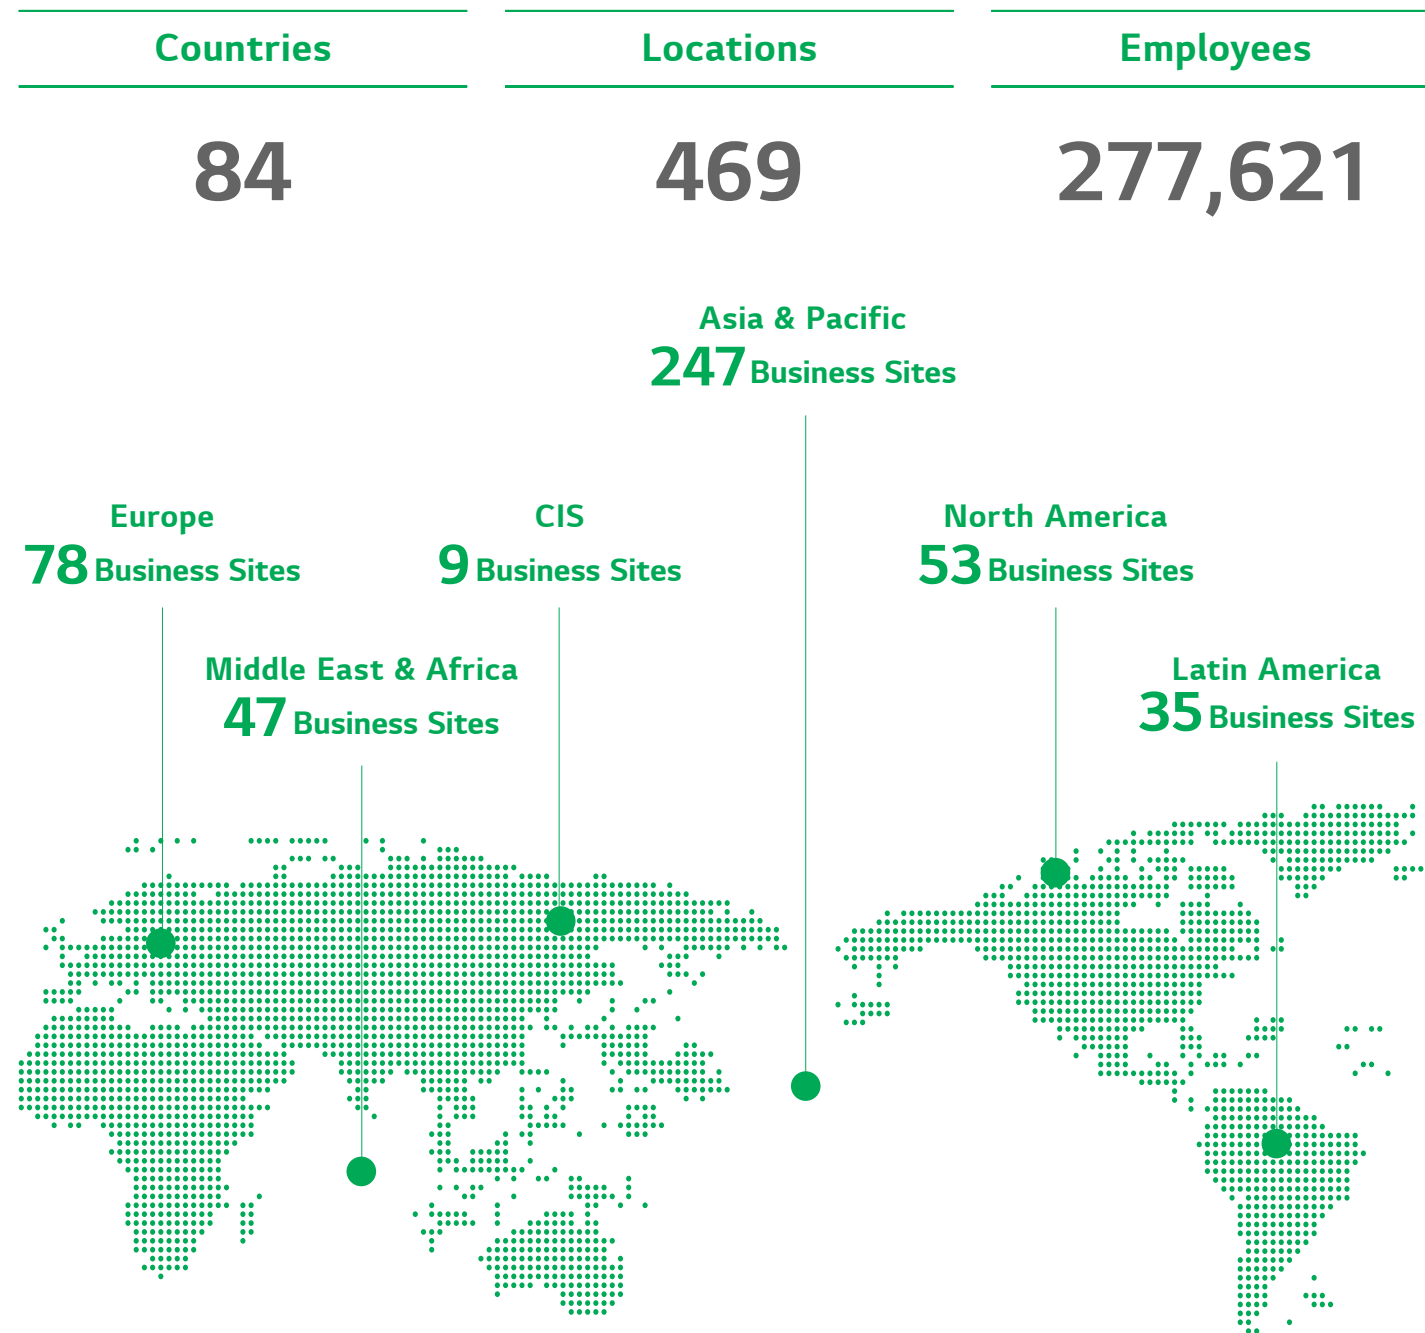 Countries
84
Locations
469
Employees
277,621
Asia & Pacific
247 Business Sites
Europe
78 Business Sites
CIS
9 Business Sites
North America
53 Business Sites
Middle East & Africa
47 Business Sites
Latin America
35 Business Sites